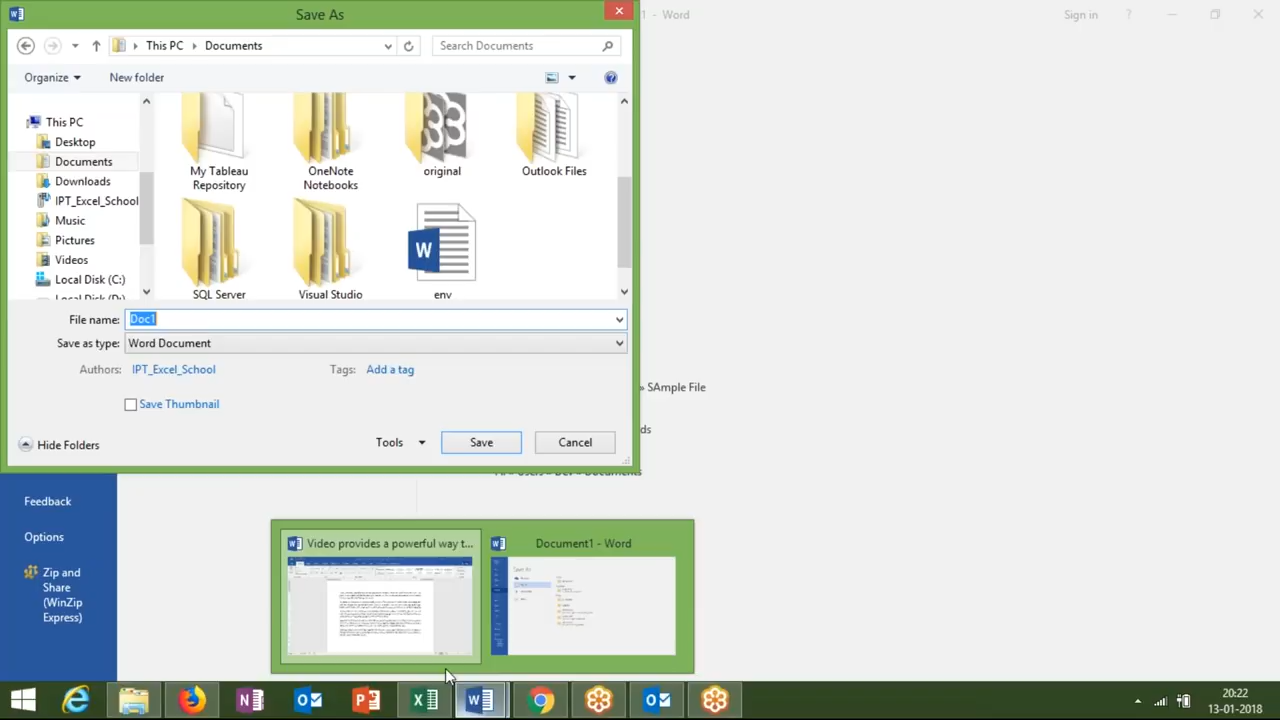 Save As
1 - Word
Sign in
This PC
Documents
Search Documents
Organize
New folder
This PC
Desktop
Documents
Downloads
IPT_Excel_School
Music
Pictures
Videos
Local Disk (C:)
Local Disk (D:)
My Tableau
Repository
OneNote
Notebooks
original
Outlook Files
SQL Server
Visual Studio
env
File name:
Doc1
Save as type:
Word Document
Authors:
IPT_Excel_School
Tags:
Add a tag
Save Thumbnail
Hide Folders
Tools
Save
Cancel
» SAmple File
ds
Feedback
Options
Zip and
Share
(WinZip
Express)
Video provides a powerful way t...
Document1 - Word
20:22
13-01-2018